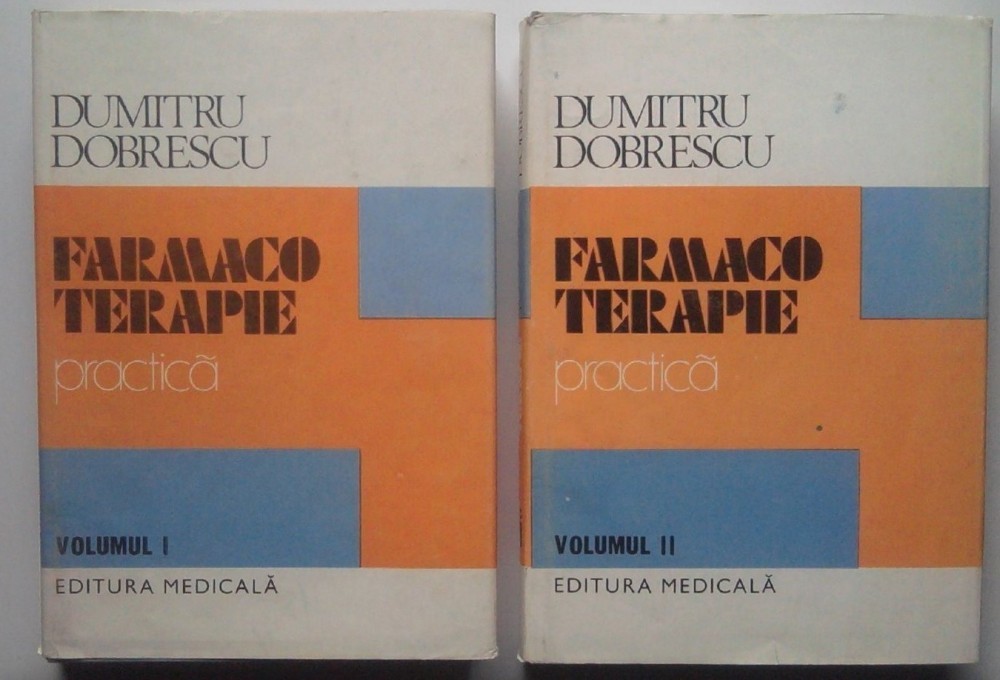 DUMITRU
DOBRESCU
FARMACO
TERAPIE
practică
VOLUMUL I
EDITURA MEDICALĂ
DUMITRU
DOBRESCU
FARMACO
TERAPIE
practică
VOLUMUL II
EDITURA MEDICALĂ